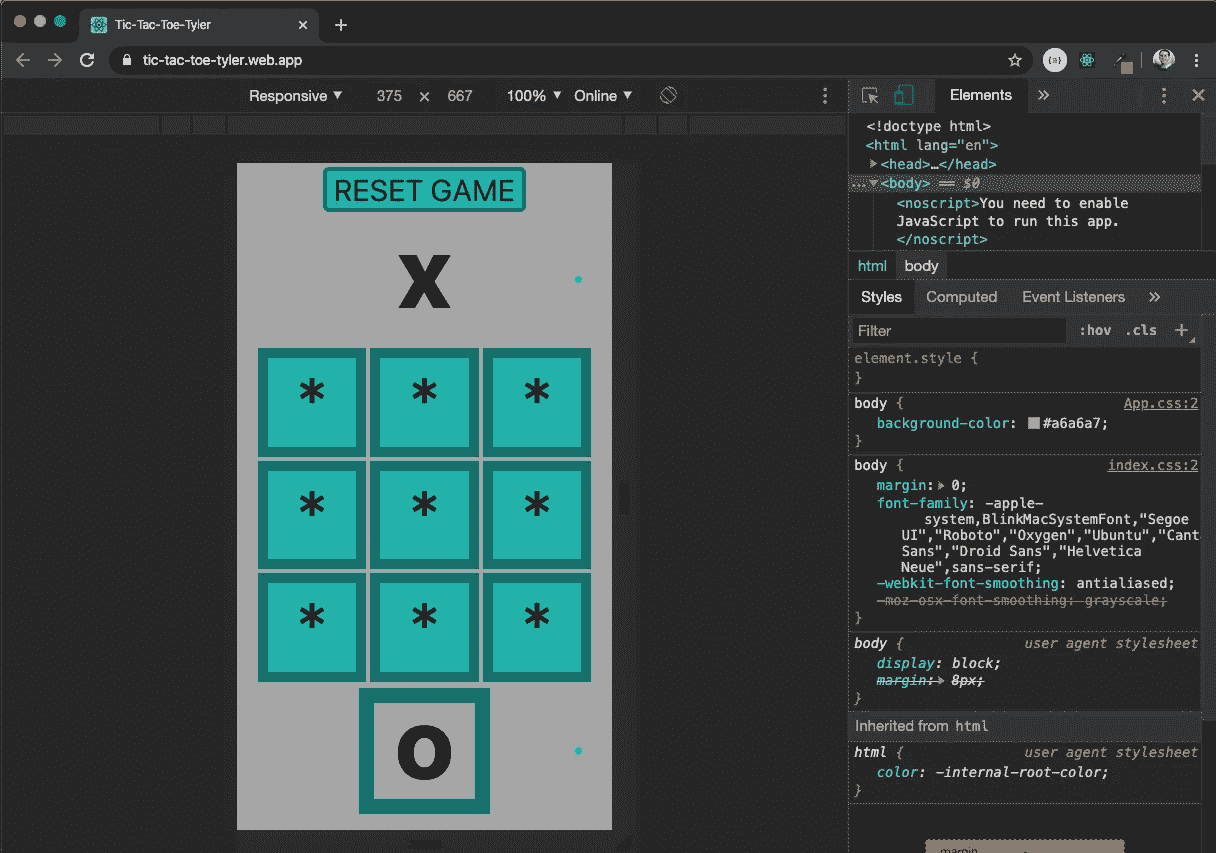 Tic-Tac-Toe-Tyler
tic-tac-toe-tyler.web.app
Responsive 375 × 667 100% Online
Elements
RESET GAME
X
* * *
* * *
* * *
O
<!doctype html>
<html lang="en">
<head>…</head>
… <body> == $0
<noscript>You need to enable
JavaScript to run this app.
</noscript>
html body
Styles Computed Event Listeners »
Filter :hov .cls +
element.style {
}
body { App.css:2
background-color: #a6a6a7;
}
body { index.css:2
margin: 0;
font-family: -apple-
system,BlinkMacSystemFont,"Segoe
UI","Roboto","Oxygen","Ubuntu","Cant
Sans","Droid Sans","Helvetica
Neue",sans-serif;
-webkit-font-smoothing: antialiased;
-moz-osx-font-smoothing: grayscale;
}
body { user agent stylesheet
display: block;
margin: 8px;
}
Inherited from html
html { user agent stylesheet
color: -internal-root-color;
}
margin